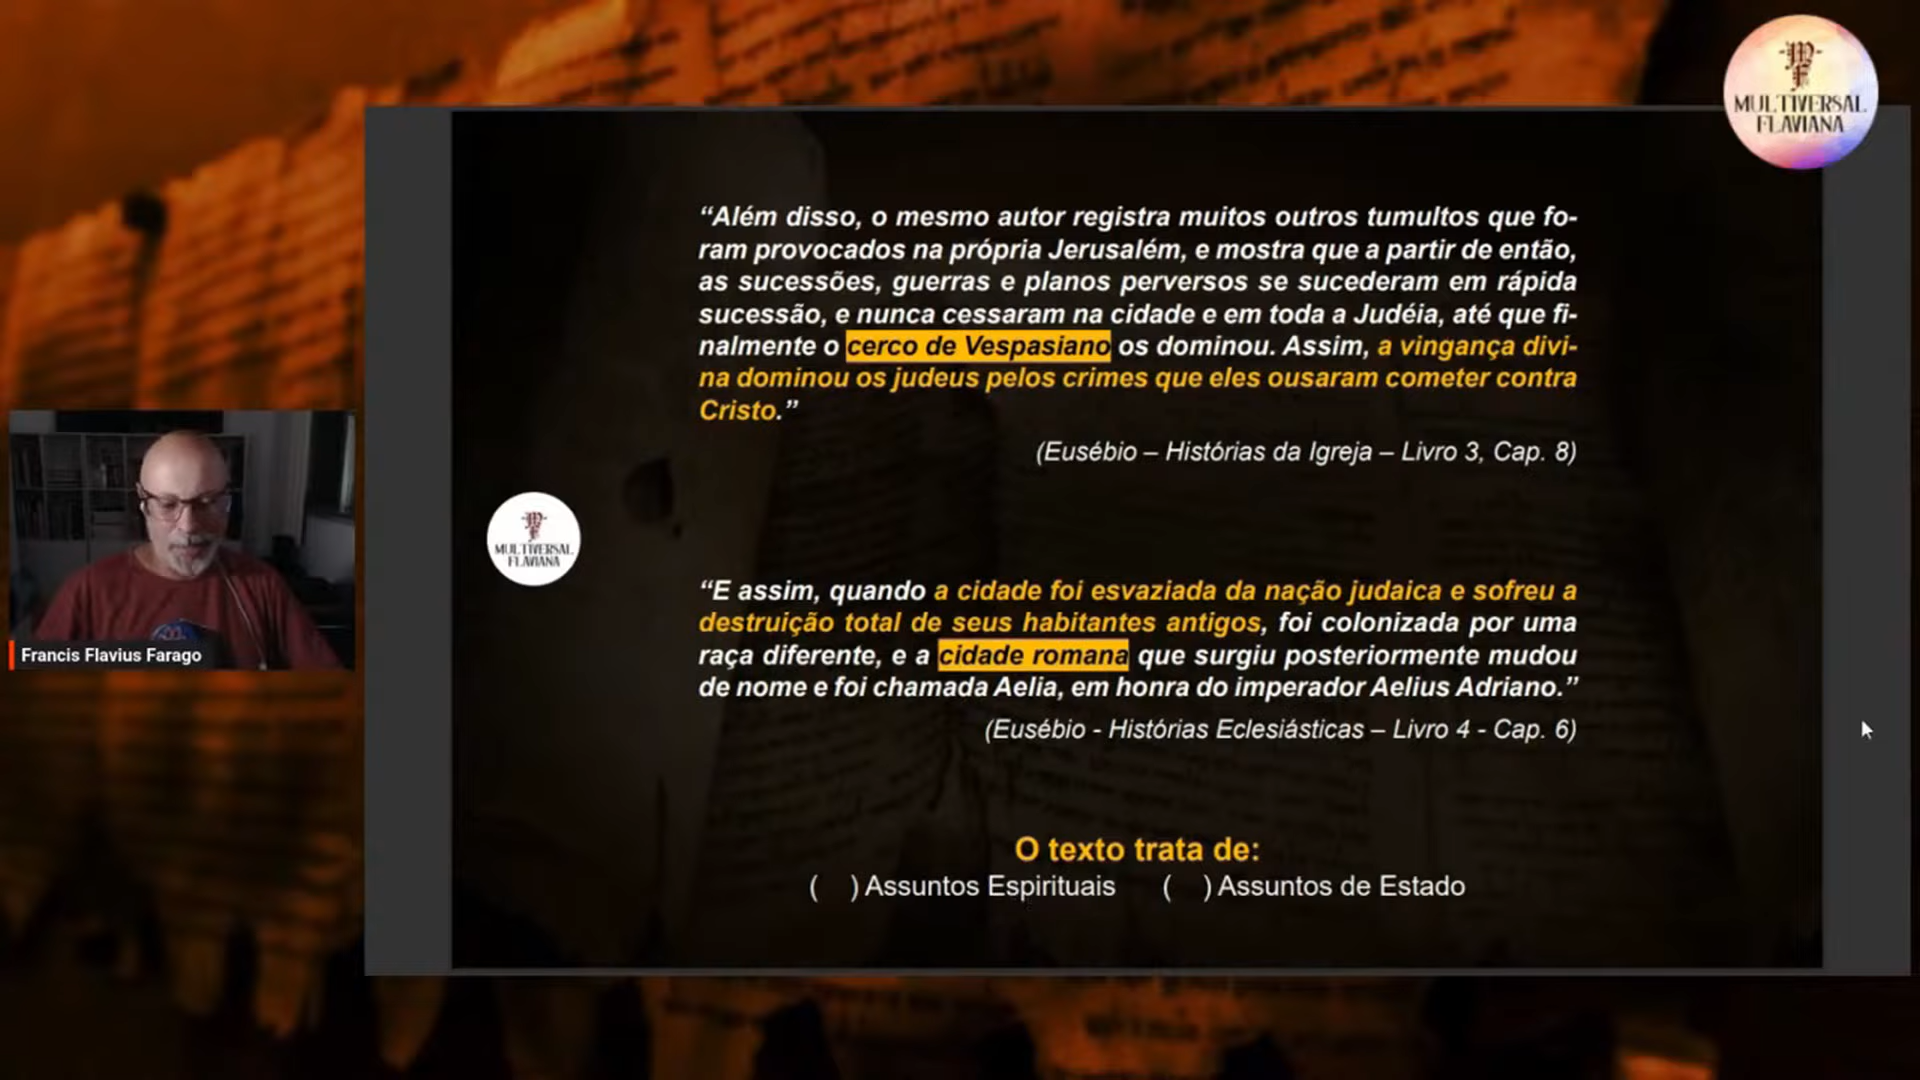 MULTIVERSAL
FLAVIANA
“Além disso, o mesmo autor registra muitos outros tumultos que fo-
ram provocados na própria Jerusalém, e mostra que a partir de então,
as sucessões, guerras e planos perversos se sucederam em rápida
sucessão, e nunca cessaram na cidade e em toda a Judéia, até que fi-
nalmente o cerco de Vespasiano os dominou. Assim, a vingança divi-
na dominou os judeus pelos crimes que eles ousaram cometer contra
Cristo.”
(Eusébio – Histórias da Igreja – Livro 3, Cap. 8)
MULTIVERSAL
FLAVIANA
“E assim, quando a cidade foi esvaziada da nação judaica e sofreu a
destruição total de seus habitantes antigos, foi colonizada por uma
raça diferente, e a cidade romana que surgiu posteriormente mudou
de nome e foi chamada Aelia, em honra do imperador Aelius Adriano.”
(Eusébio - Histórias Eclesiásticas – Livro 4 - Cap. 6)
Francis Flavius Farago
O texto trata de:
( ) Assuntos Espirituais ( ) Assuntos de Estado